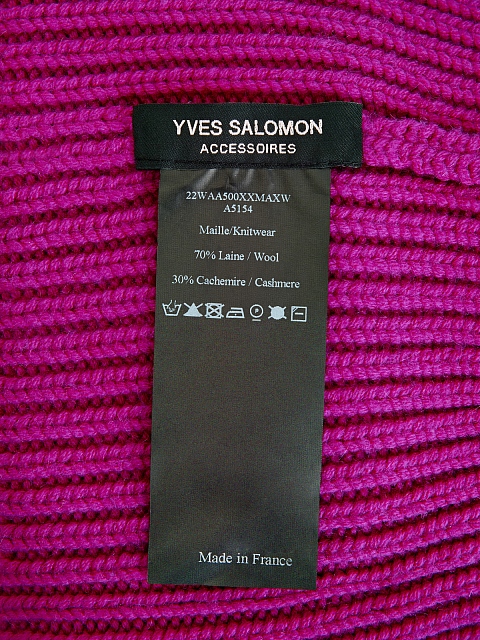 YVES SALOMON
ACCESSOIRES
22WAA500XXMAXW
A5154
Maille/Knitwear
70% Laine / Wool
30% Cachemire / Cashmere
Made in France